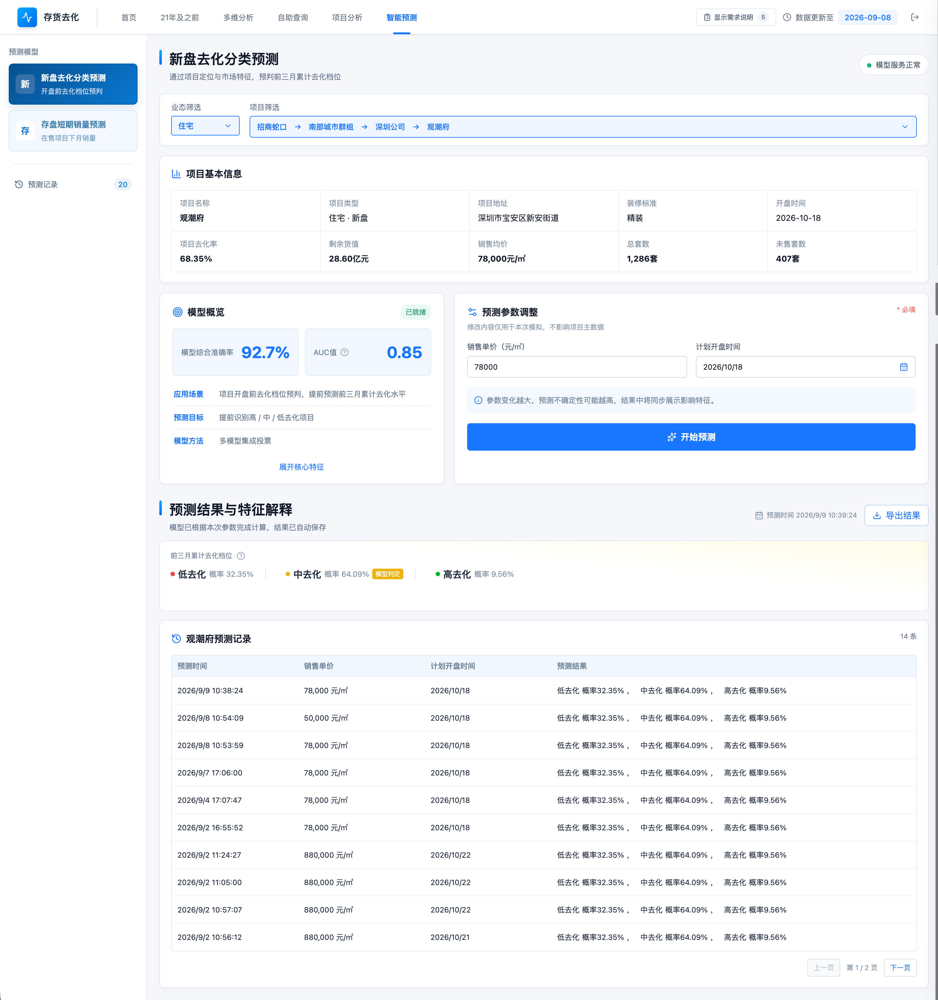 存货去化
首页
21年及之前
多维分析
自助查询
项目分析
智能预测
显示需求说明 5
数据更新至 2026-09-08
预测模型
新
新盘去化分类预测
开盘前去化档位预判
存
存盘短期销量预测
在售项目下月销量
预测记录 20
新盘去化分类预测
通过项目定位与市场特征，预判前三月累计去化档位
模型服务正常
业态筛选
住宅
项目筛选
招商蛇口 → 南部城市群组 → 深圳公司 → 观潮府
项目基本信息
项目名称
观潮府
项目类型
住宅 · 新盘
项目地址
深圳市宝安区新安街道
装修标准
精装
开盘时间
2026-10-18
项目去化率
68.35%
剩余货值
28.60亿元
销售均价
78,000元/㎡
总套数
1,286套
未售套数
407套
模型概览
已就绪
模型综合准确率 92.7%
AUC值 ? 0.85
应用场景 项目开盘前去化档位预判，提前预测前三月累计去化水平
预测目标 提前识别高 / 中 / 低去化项目
模型方法 多模型集成投票
展开核心特征
预测参数调整
* 必填
修改内容仅用于本次模拟，不影响项目主数据
销售单价（元/㎡）
78000
计划开盘时间
2026/10/18
参数变化越大，预测不确定性可能越高，结果中将同步展示影响特征。
开始预测
预测结果与特征解释
模型已根据本次参数完成计算，结果已自动保存
预测时间 2026/9/9 10:39:24
导出结果
前三月累计去化档位 ?
低去化 概率 32.35%
中去化 概率 64.09% 模型判定
高去化 概率 9.56%
观潮府预测记录
14 条
预测时间 销售单价 计划开盘时间 预测结果
2026/9/9 10:38:24 78,000 元/㎡ 2026/10/18 低去化 概率32.35%， 中去化 概率64.09%， 高去化 概率9.56%
2026/9/8 10:54:09 50,000 元/㎡ 2026/10/18 低去化 概率32.35%， 中去化 概率64.09%， 高去化 概率9.56%
2026/9/8 10:53:59 78,000 元/㎡ 2026/10/18 低去化 概率32.35%， 中去化 概率64.09%， 高去化 概率9.56%
2026/9/7 17:06:00 78,000 元/㎡ 2026/10/18 低去化 概率32.35%， 中去化 概率64.09%， 高去化 概率9.56%
2026/9/4 17:07:47 78,000 元/㎡ 2026/10/18 低去化 概率32.35%， 中去化 概率64.09%， 高去化 概率9.56%
2026/9/2 16:55:52 78,000 元/㎡ 2026/10/18 低去化 概率32.35%， 中去化 概率64.09%， 高去化 概率9.56%
2026/9/2 11:24:27 880,000 元/㎡ 2026/10/22 低去化 概率32.35%， 中去化 概率64.09%， 高去化 概率9.56%
2026/9/2 11:05:00 880,000 元/㎡ 2026/10/22 低去化 概率32.35%， 中去化 概率64.09%， 高去化 概率9.56%
2026/9/2 10:57:07 880,000 元/㎡ 2026/10/22 低去化 概率32.35%， 中去化 概率64.09%， 高去化 概率9.56%
2026/9/2 10:56:12 880,000 元/㎡ 2026/10/21 低去化 概率32.35%， 中去化 概率64.09%， 高去化 概率9.56%
上一页 第 1 / 2 页 下一页